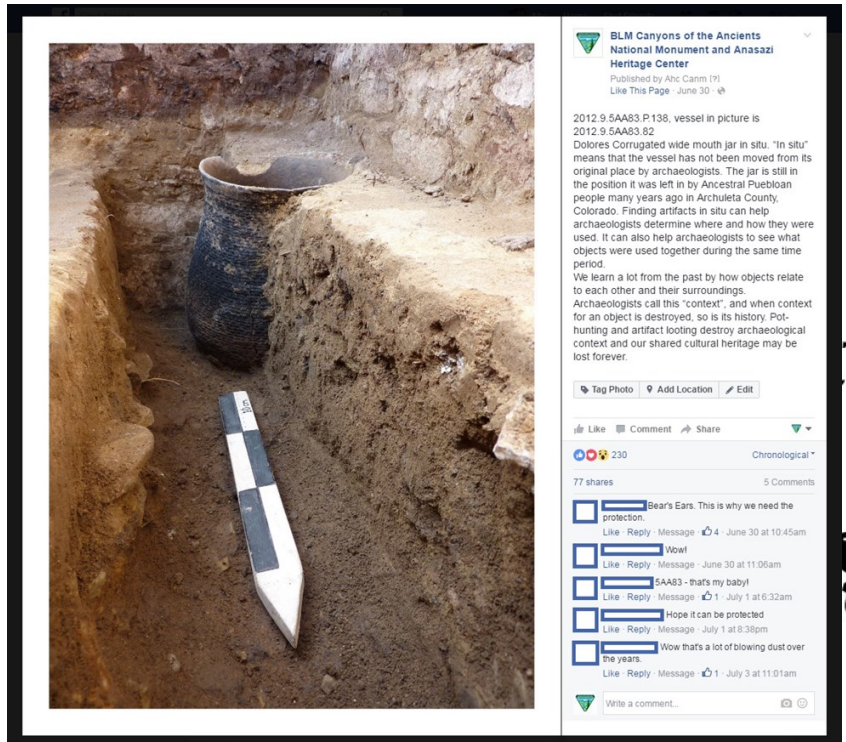 10 cm
BLM Canyons of the Ancients
National Monument and Anasazi
Heritage Center
Published by Ahc Canm [?]
Like This Page · June 30 ·
2012.9.5AA83.P.138, vessel in picture is
2012.9.5AA83.82
Dolores Corrugated wide mouth jar in situ. "In situ"
means that the vessel has not been moved from its
original place by archaeologists. The jar is still in
the position it was left in by Ancestral Puebloan
people many years ago in Archuleta County,
Colorado. Finding artifacts in situ can help
archaeologists determine where and how they were
used. It can also help archaeologists to see what
objects were used together during the same time
period.
We learn a lot from the past by how objects relate
to each other and their surroundings.
Archaeologists call this "context", and when context
for an object is destroyed, so is its history. Pot-
hunting and artifact looting destroy archaeological
context and our shared cultural heritage may be
lost forever.
Tag Photo Add Location Edit
Like Comment Share
230 Chronological
77 shares 5 Comments
Bear's Ears. This is why we need the
protection.
Like · Reply · Message · 4 · June 30 at 10:45am
Wow!
Like · Reply · Message · June 30 at 11:06am
5AA83 - that's my baby!
Like · Reply · Message · 1 · July 1 at 6:32am
Hope it can be protected
Like · Reply · Message · July 1 at 8:38pm
Wow that's a lot of blowing dust over
the years.
Like · Reply · Message · 1 · July 3 at 11:01am
Write a comment...